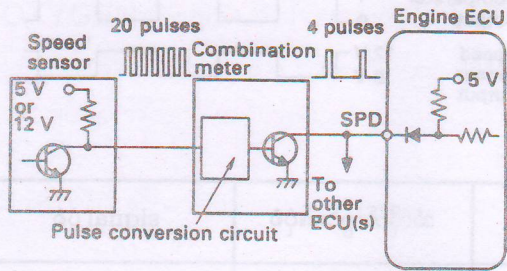 20 pulses
4 pulses
Engine ECU
Speed
sensor
Combination
meter
5 V
or
12 V
5 V
SPD
To
other
ECU(s)
Pulse conversion circuit